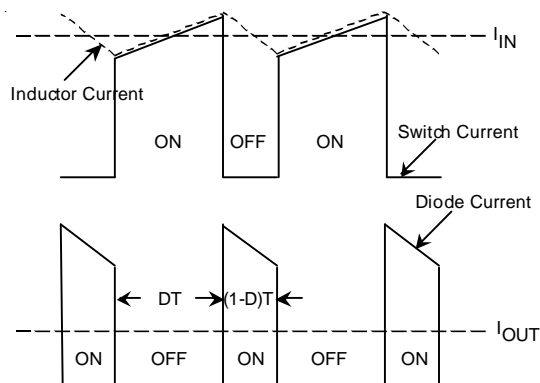 I_IN
Inductor Current
ON
OFF
ON
Switch Current
Diode Current
DT
(1-D)T
I_OUT
ON
OFF
ON
OFF
ON